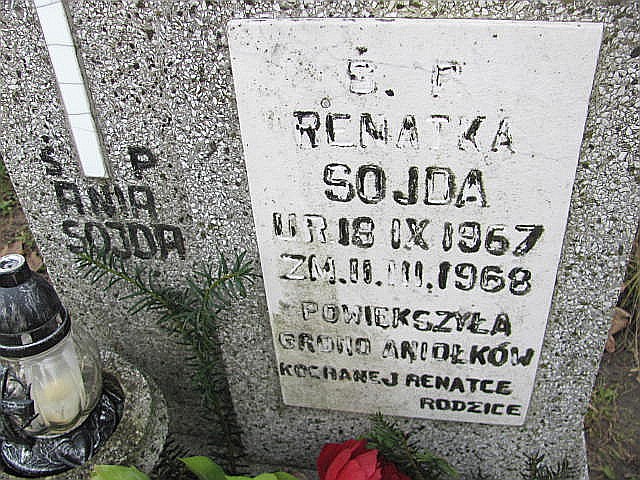 Ś P
ANIA
SOJDA
Ś. P
RENATKA
SOJDA
UR 18 IX 1967
ZM. 11. III. 1968
POWIĘKSZYŁA
GRONO ANIOŁKÓW
KOCHANEJ RENATCE
RODZICE